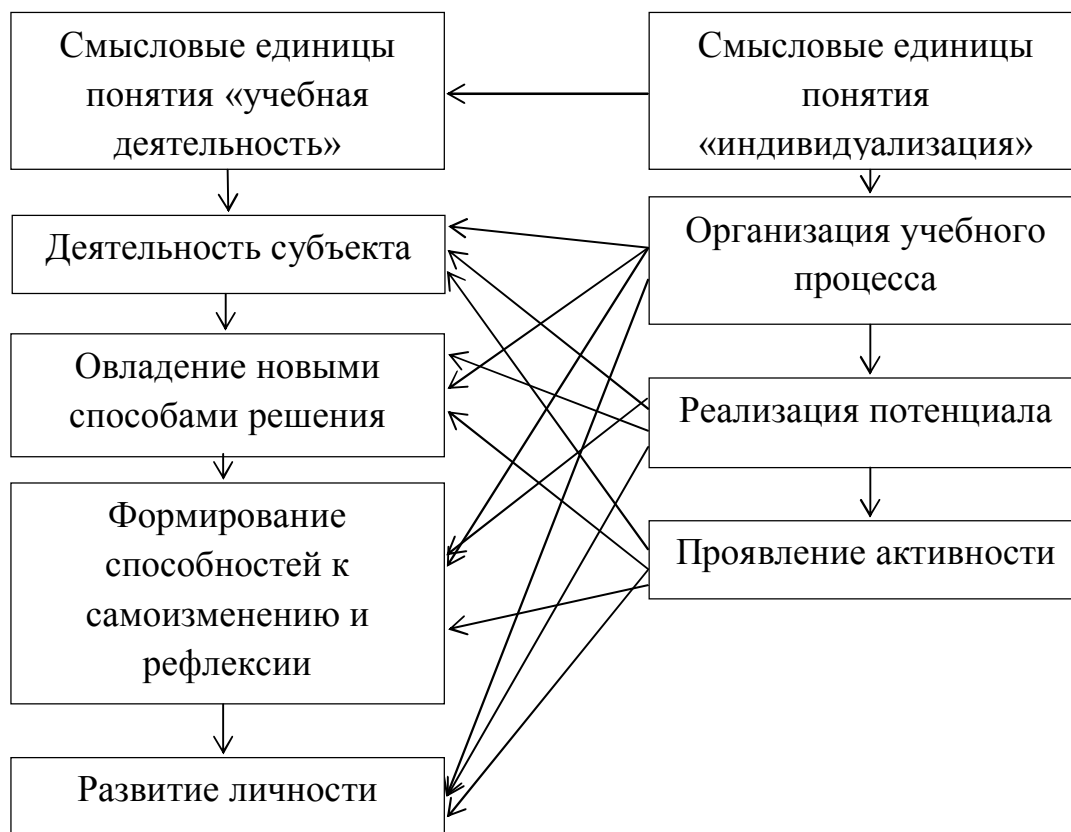 Смысловые единицы
понятия «учебная
деятельность»
Смысловые единицы
понятия
«индивидуализация»
Деятельность субъекта
Организация учебного
процесса
Овладение новыми
способами решения
Реализация потенциала
Формирование
способностей к
самоизменению и
рефлексии
Проявление активности
Развитие личности